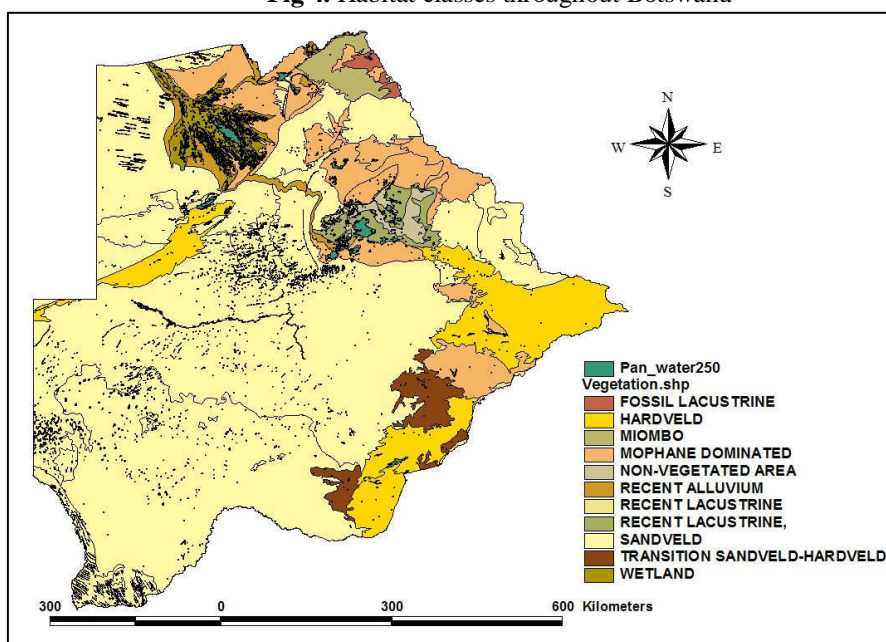 Fig 4. Habitat classes throughout Botswana
N
W E
S
Pan_water250
Vegetation.shp
FOSSIL LACUSTRINE
HARDVELD
MIOMBO
MOPHANE DOMINATED
NON-VEGETATED AREA
RECENT ALLUVIUM
RECENT LACUSTRINE
RECENT LACUSTRINE,
SANDVELD
TRANSITION SANDVELD-HARDVELD
WETLAND
300 0 300 600 Kilometers